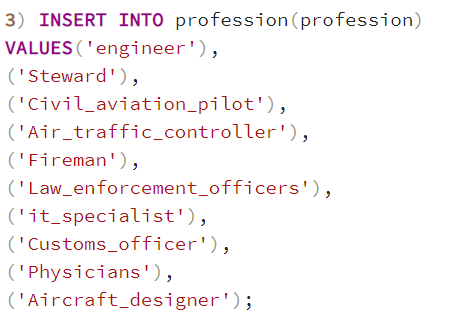 3) INSERT INTO profession(profession)
VALUES('engineer'),
('Steward'),
('Civil_aviation_pilot'),
('Air_traffic_controller'),
('Fireman'),
('Law_enforcement_officers'),
('it_specialist'),
('Customs_officer'),
('Physicians'),
('Aircraft_designer');